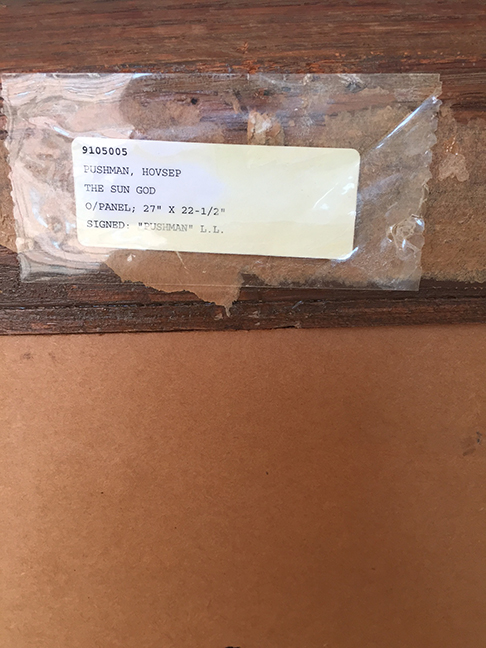 9105005
PUSHMAN, HOVSEP
THE SUN GOD
O/PANEL; 27" X 22-1/2"
SIGNED: "PUSHMAN" L.L.